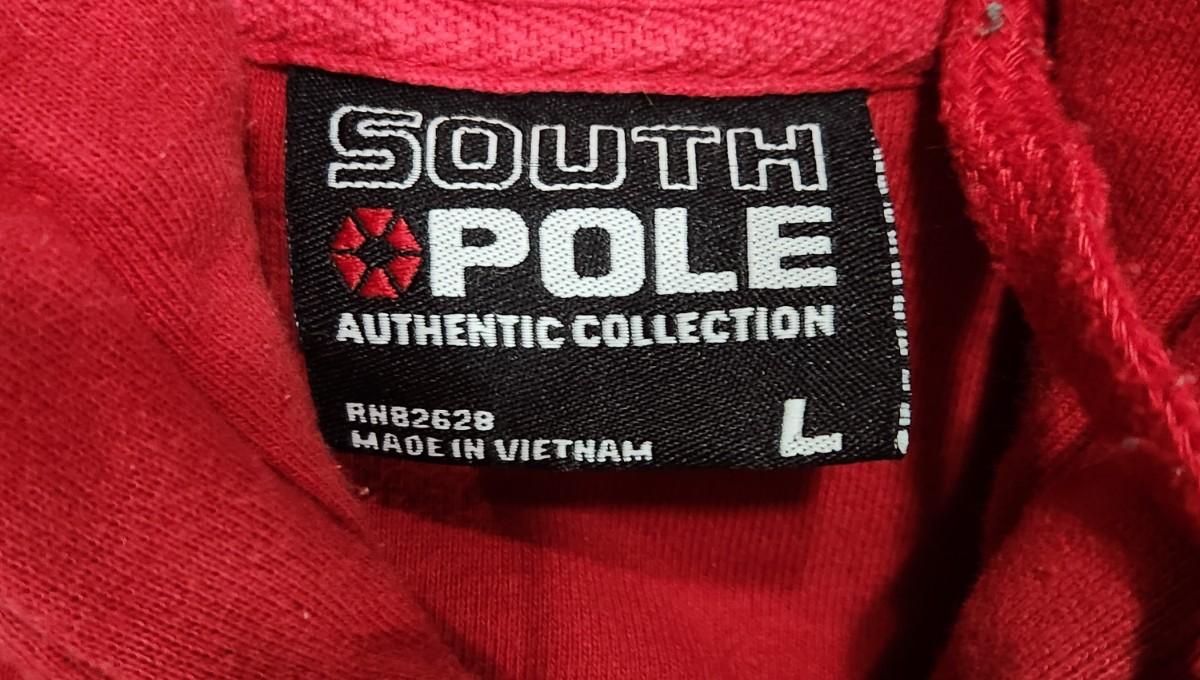 SOUTH
POLE
AUTHENTIC COLLECTION
RN82628
MADE IN VIETNAM
L